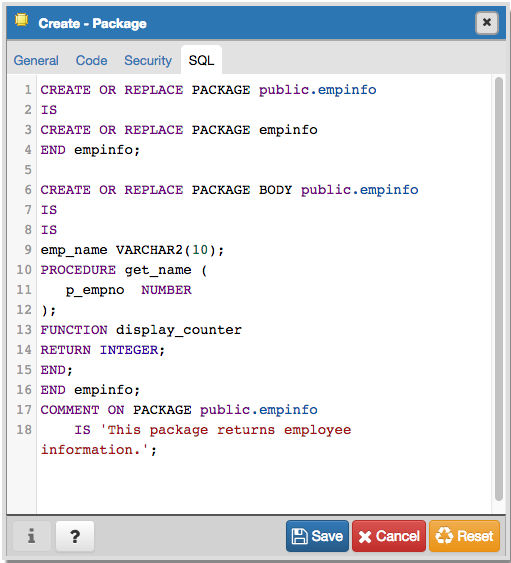 Create - Package
General Code Security SQL
1 CREATE OR REPLACE PACKAGE public.empinfo
2 IS
3 CREATE OR REPLACE PACKAGE empinfo
4 END empinfo;
5
6 CREATE OR REPLACE PACKAGE BODY public.empinfo
7 IS
8 IS
9 emp_name VARCHAR2(10);
10 PROCEDURE get_name (
11 p_empno NUMBER
12 );
13 FUNCTION display_counter
14 RETURN INTEGER;
15 END;
16 END empinfo;
17 COMMENT ON PACKAGE public.empinfo
18 IS 'This package returns employee
information.';
i ? Save Cancel Reset